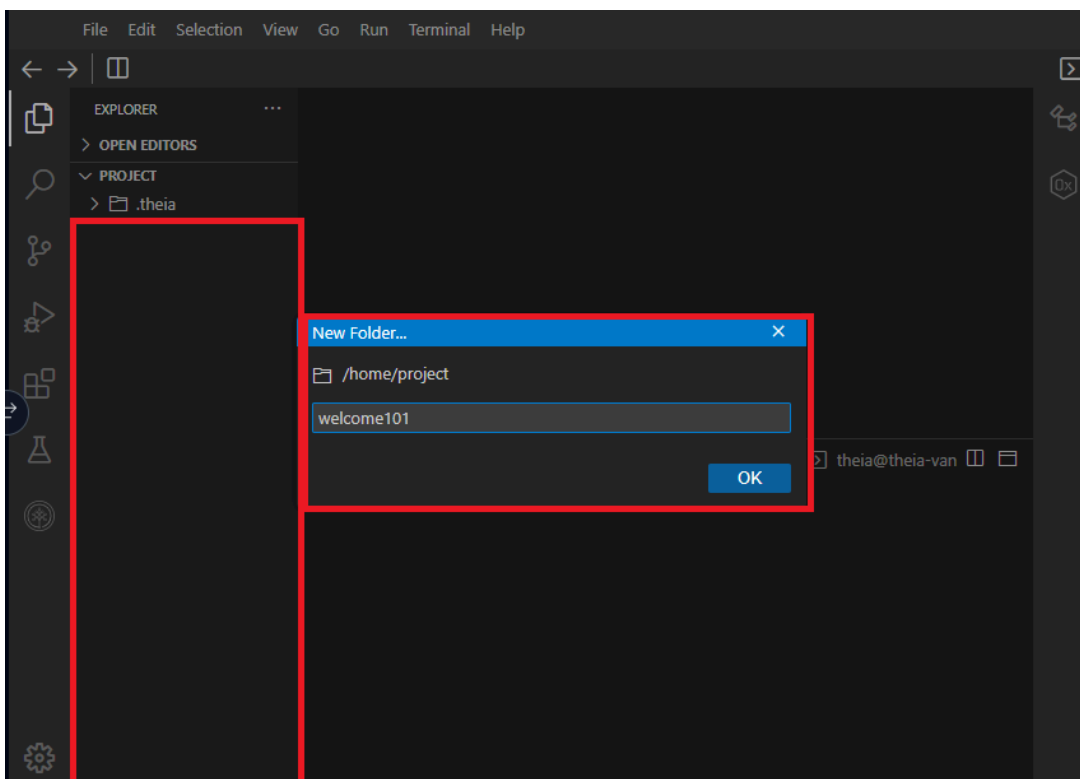 File Edit Selection View Go Run Terminal Help
EXPLORER
OPEN EDITORS
PROJECT
.theia
New Folder...
/home/project
welcome101
theia@theia-van
OK
0x